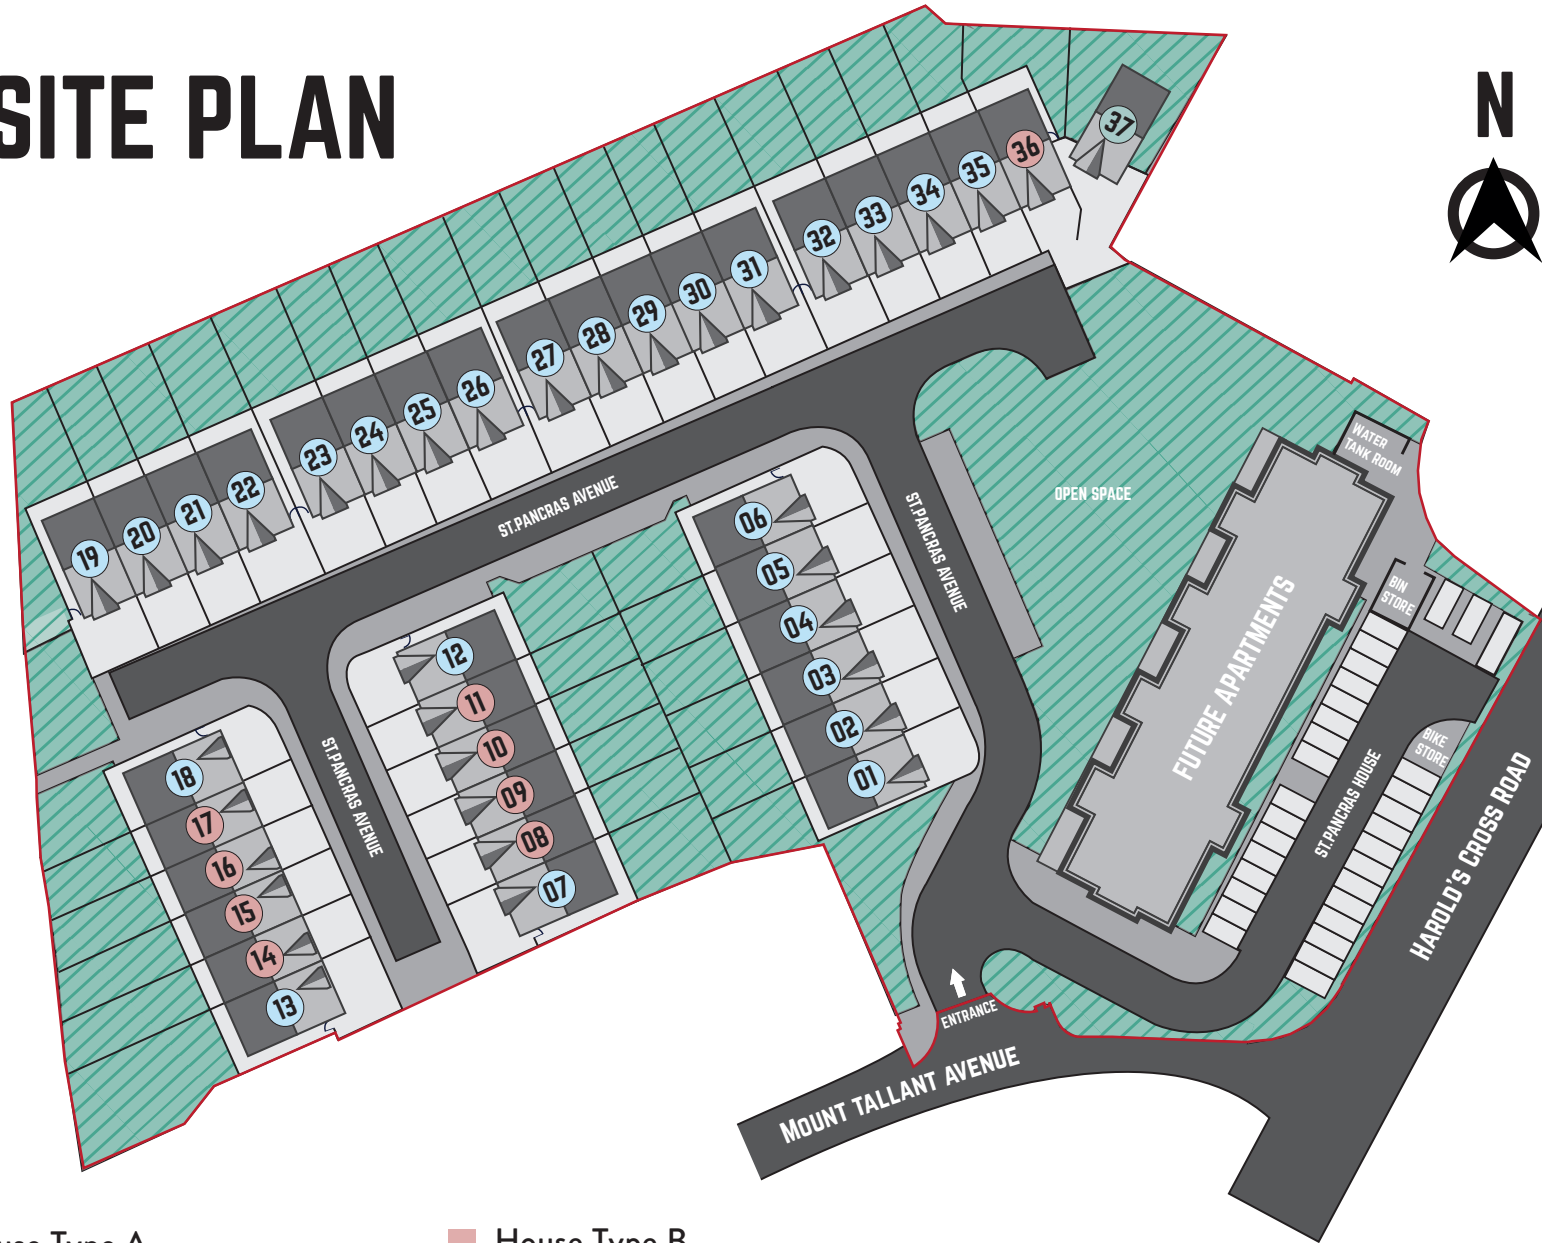 SITE PLAN
N
37
36
35
34
33
32
31
30
29
28
27
26
25
24
23
22
21
20
19
WATER
TANK ROOM
OPEN SPACE
ST.PANCRAS AVENUE
ST.PANCRAS AVENUE
06
05
04
03
02
01
BIN
STORE
FUTURE APARTMENTS
12
11
10
09
08
07
ST.PANCRAS AVENUE
18
17
16
15
14
13
BIKE
STORE
ST.PANCRAS HOUSE
HAROLD'S CROSS ROAD
ENTRANCE
MOUNT TALLANT AVENUE
use Type A
House Type B